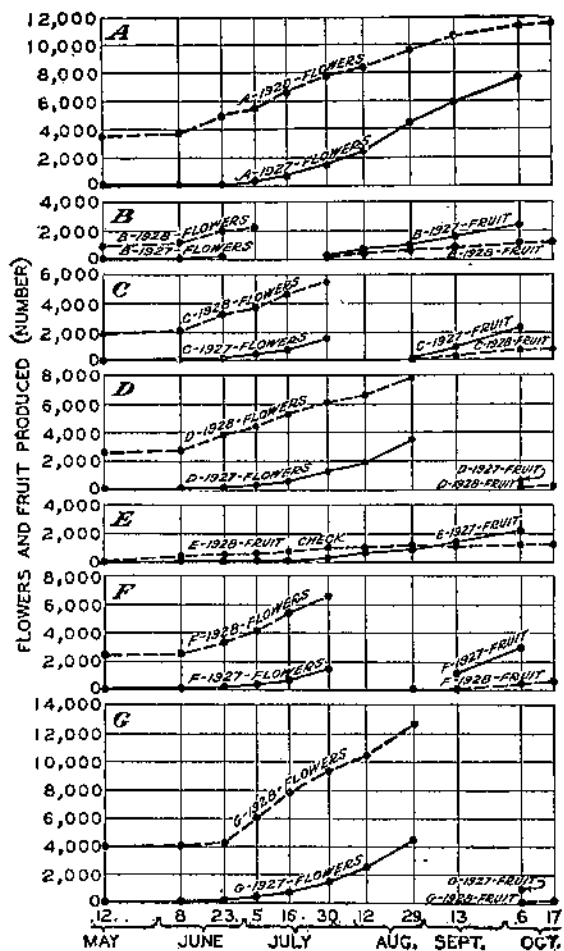 FLOWERS AND FRUIT PRODUCED (NUMBER)
A
12,000
10,000
8,000
6,000
4,000
2,000
0
A-1920-FLOWERS
A-1927-FLOWERS
B
4,000
2,000
0
B-1928-FLOWERS
B-1927-FLOWERS
B-1927-FRUIT
B-1928-FRUIT
C
6,000
4,000
2,000
0
C-1928-FLOWERS
C-1927-FLOWERS
C-1927-FRUIT
C-1928-FRUIT
D
8,000
6,000
4,000
2,000
0
D-1928-FLOWERS
D-1927-FLOWERS
D-1927-FRUIT
D-1928-FRUIT
E
4,000
2,000
0
E-1928-FRUIT CHECK
E-1927-FRUIT
F
8,000
6,000
4,000
2,000
0
F-1928-FLOWERS
F-1927-FLOWERS
F-1927-FRUIT
F-1928-FRUIT
G
14,000
12,000
10,000
8,000
6,000
4,000
2,000
0
G-1928-FLOWERS
G-1927-FLOWERS
G-1927-FRUIT
G-1928-FRUIT
12 8 23 5 16 30 12 29 13 6 17
MAY JUNE JULY AUG. SEPT. OCT.